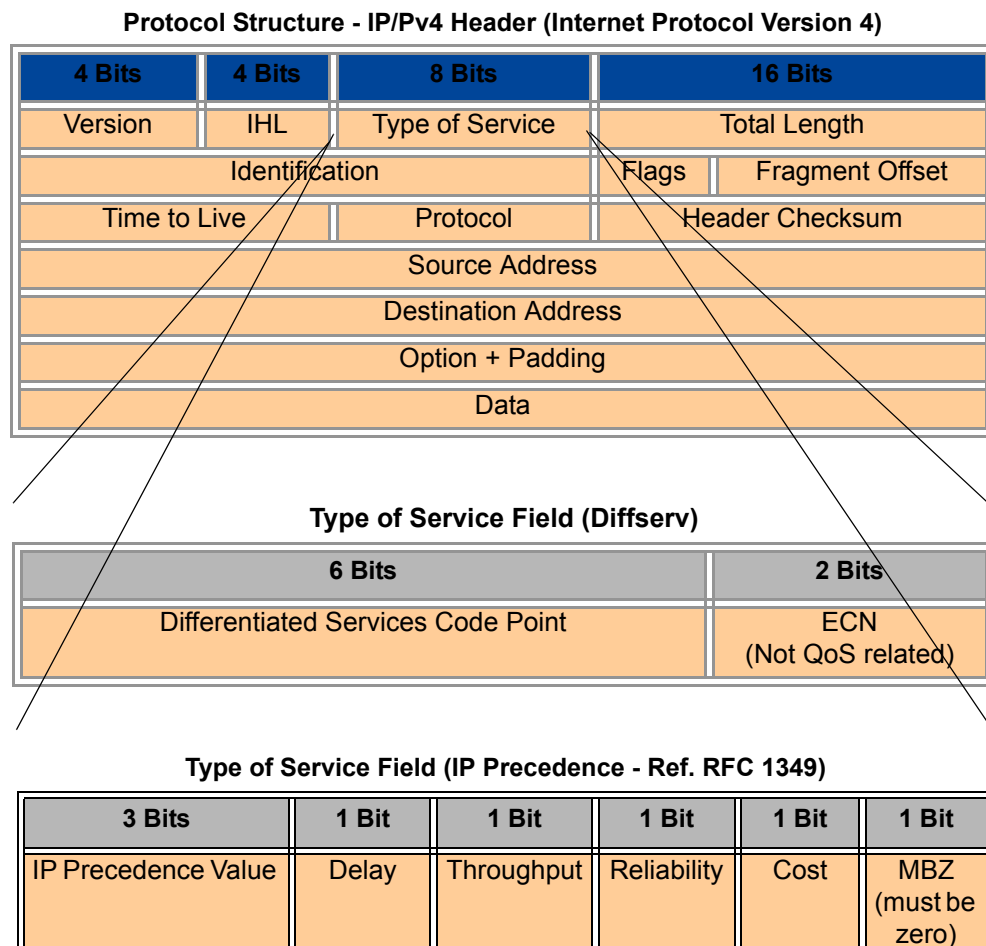 Protocol Structure - IP/Pv4 Header (Internet Protocol Version 4)
4 Bits 4 Bits 8 Bits 16 Bits
Version IHL Type of Service Total Length
Identification Flags Fragment Offset
Time to Live Protocol Header Checksum
Source Address
Destination Address
Option + Padding
Data
Type of Service Field (Diffserv)
6 Bits 2 Bits
Differentiated Services Code Point ECN
(Not QoS related)
Type of Service Field (IP Precedence - Ref. RFC 1349)
3 Bits 1 Bit 1 Bit 1 Bit 1 Bit 1 Bit
IP Precedence Value Delay Throughput Reliability Cost MBZ
(must be
zero)